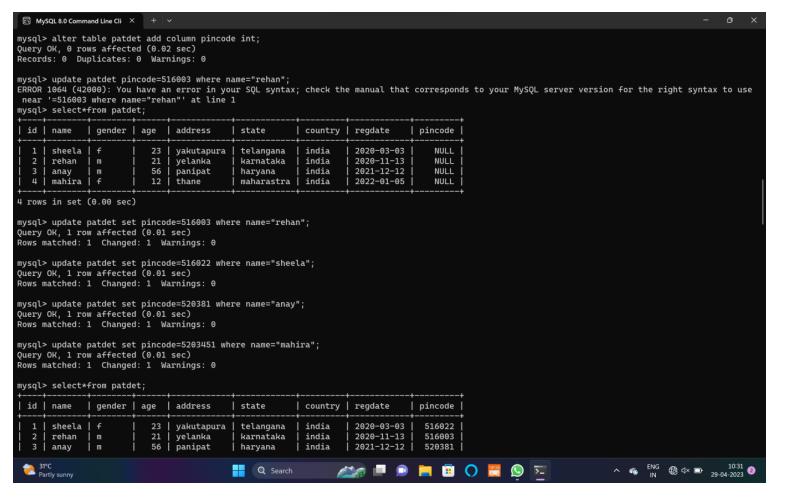 MySQL 8.0 Command Line Cli
mysql> alter table patdet add column pincode int;
Query OK, 0 rows affected (0.02 sec)
Records: 0  Duplicates: 0  Warnings: 0
mysql> update patdet pincode=516003 where name="rehan";
ERROR 1064 (42000): You have an error in your SQL syntax; check the manual that corresponds to your MySQL server version for the right syntax to use
near '=516003 where name="rehan"' at line 1
mysql> select*from patdet;
+----+--------+--------+------+-----------+------------+---------+------------+---------+
| id | name | gender | age | address | state | country | regdate | pincode |
+----+--------+--------+------+-----------+------------+---------+------------+---------+
| 1 | sheela | f | 23 | yakutapura | telangana | india | 2020-03-03 | NULL |
| 2 | rehan | m | 21 | yelanka | karnataka | india | 2020-11-13 | NULL |
| 3 | anay | m | 56 | panipat | haryana | india | 2021-12-12 | NULL |
| 4 | mahira | f | 12 | thane | maharastra | india | 2022-01-05 | NULL |
+----+--------+--------+------+-----------+------------+---------+------------+---------+
4 rows in set (0.00 sec)
mysql> update patdet set pincode=516003 where name="rehan";
Query OK, 1 row affected (0.01 sec)
Rows matched: 1  Changed: 1  Warnings: 0
mysql> update patdet set pincode=516022 where name="sheela";
Query OK, 1 row affected (0.01 sec)
Rows matched: 1  Changed: 1  Warnings: 0
mysql> update patdet set pincode=520381 where name="anay";
Query OK, 1 row affected (0.01 sec)
Rows matched: 1  Changed: 1  Warnings: 0
mysql> update patdet set pincode=5203451 where name="mahira";
Query OK, 1 row affected (0.01 sec)
Rows matched: 1  Changed: 1  Warnings: 0
mysql> select*from patdet;
+----+--------+--------+------+-----------+------------+---------+------------+---------+
| id | name | gender | age | address | state | country | regdate | pincode |
+----+--------+--------+------+-----------+------------+---------+------------+---------+
| 1 | sheela | f | 23 | yakutapura | telangana | india | 2020-03-03 | 516022 |
| 2 | rehan | m | 21 | yelanka | karnataka | india | 2020-11-13 | 516003 |
| 3 | anay | m | 56 | panipat | haryana | india | 2021-12-12 | 520381 |
31°C
Partly sunny
Search
ENG
IN
10:31
29-04-2023